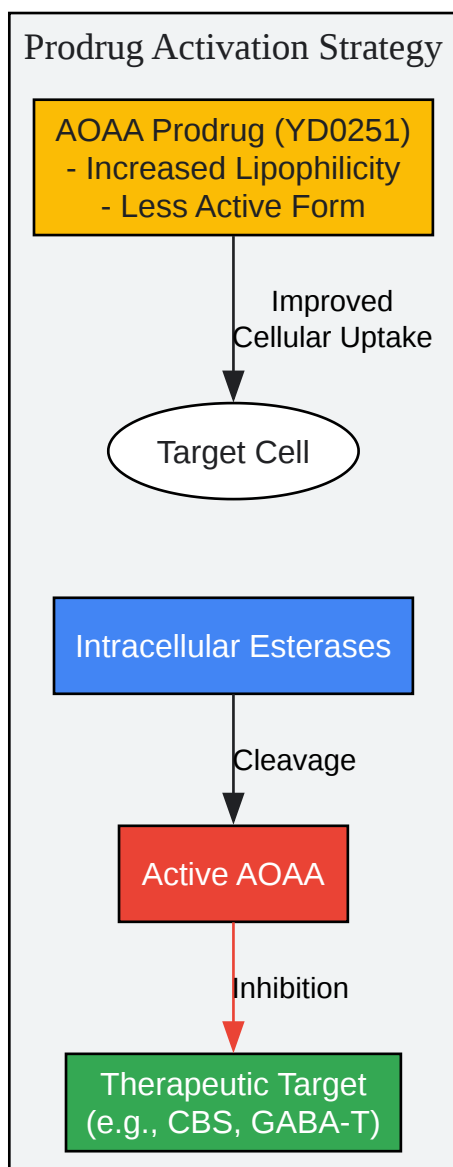 Prodrug Activation Strategy
AOAA Prodrug (YD0251)
- Increased Lipophilicity
- Less Active Form
Improved
Cellular Uptake
Target Cell
Intracellular Esterases
Cleavage
Active AOAA
Inhibition
Therapeutic Target
(e.g., CBS, GABA-T)